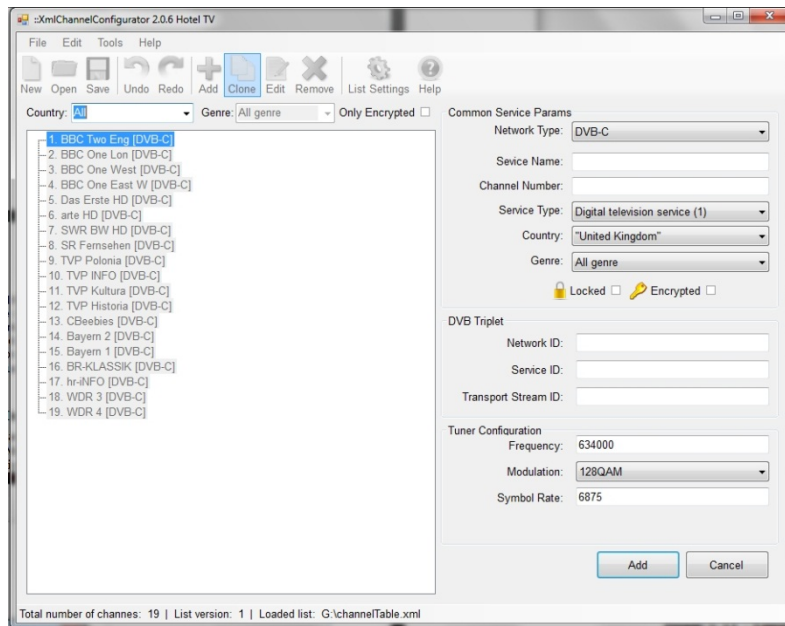 ::XmlChannelConfigurator 2.0.6 Hotel TV
File Edit Tools Help
New Open Save Undo Redo Add Clone Edit Remove List Settings Help
Country: All Genre: All genre Only Encrypted
1. BBC Two Eng [DVB-C]
2. BBC One Lon [DVB-C]
3. BBC One West [DVB-C]
4. BBC One East W [DVB-C]
5. Das Erste HD [DVB-C]
6. arte HD [DVB-C]
7. SWR BW HD [DVB-C]
8. SR Fernsehen [DVB-C]
9. TVP Polonia [DVB-C]
10. TVP INFO [DVB-C]
11. TVP Kultura [DVB-C]
12. TVP Historia [DVB-C]
13. CBeebies [DVB-C]
14. Bayern 2 [DVB-C]
15. Bayern 1 [DVB-C]
16. BR-KLASSIK [DVB-C]
17. hr-iNFO [DVB-C]
18. WDR 3 [DVB-C]
19. WDR 4 [DVB-C]
Common Service Params
Network Type: DVB-C
Sevice Name:
Channel Number:
Service Type: Digital television service (1)
Country: "United Kingdom"
Genre: All genre
Locked Encrypted
DVB Triplet
Network ID:
Service ID:
Transport Stream ID:
Tuner Configuration
Frequency: 634000
Modulation: 128QAM
Symbol Rate: 6875
Add Cancel
Total number of channes: 19 | List version: 1 | Loaded list: G:\channelTable.xml